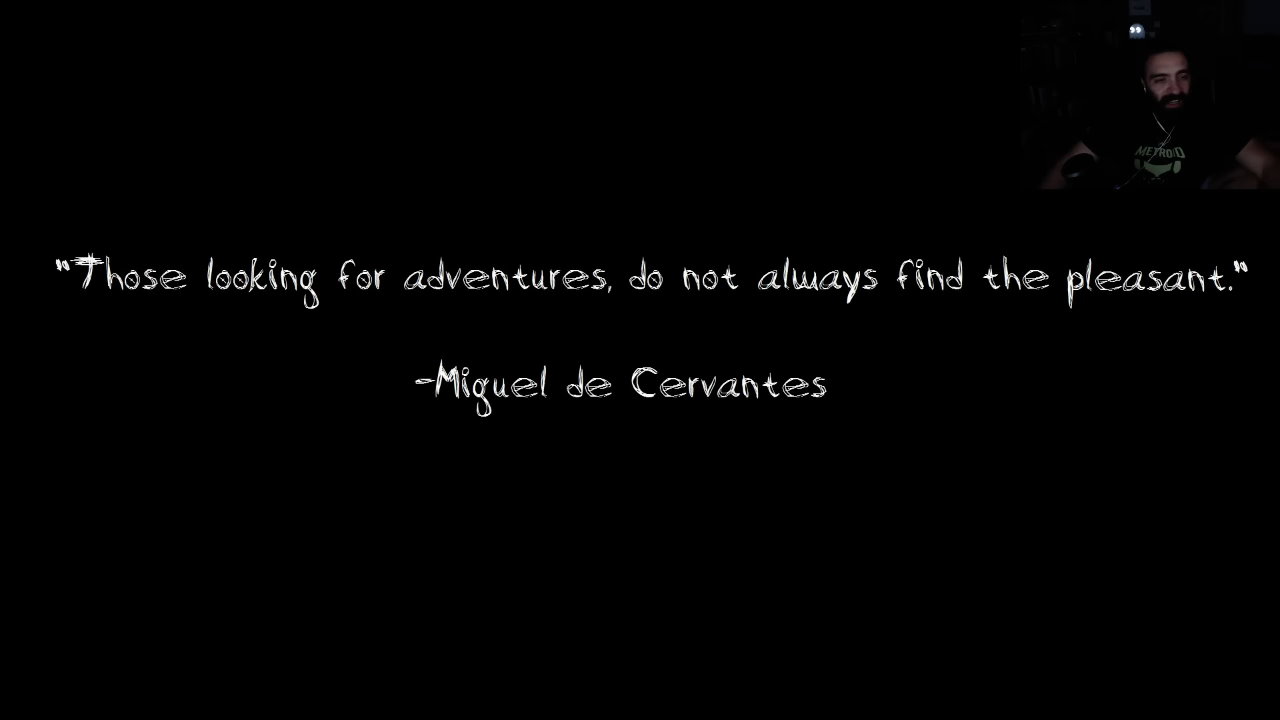 METROID
"Those looking for adventures, do not always find the pleasant."
-Miguel de Cervantes